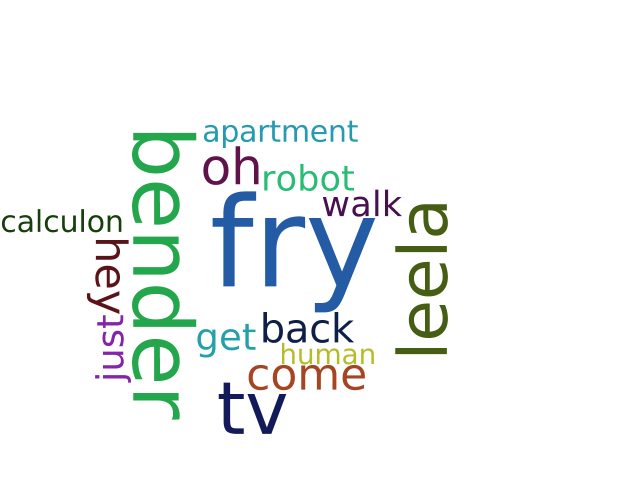 apartment
oh
robot
walk
calculon
bender
fry
leela
hey
just
get
back
human
come
tv